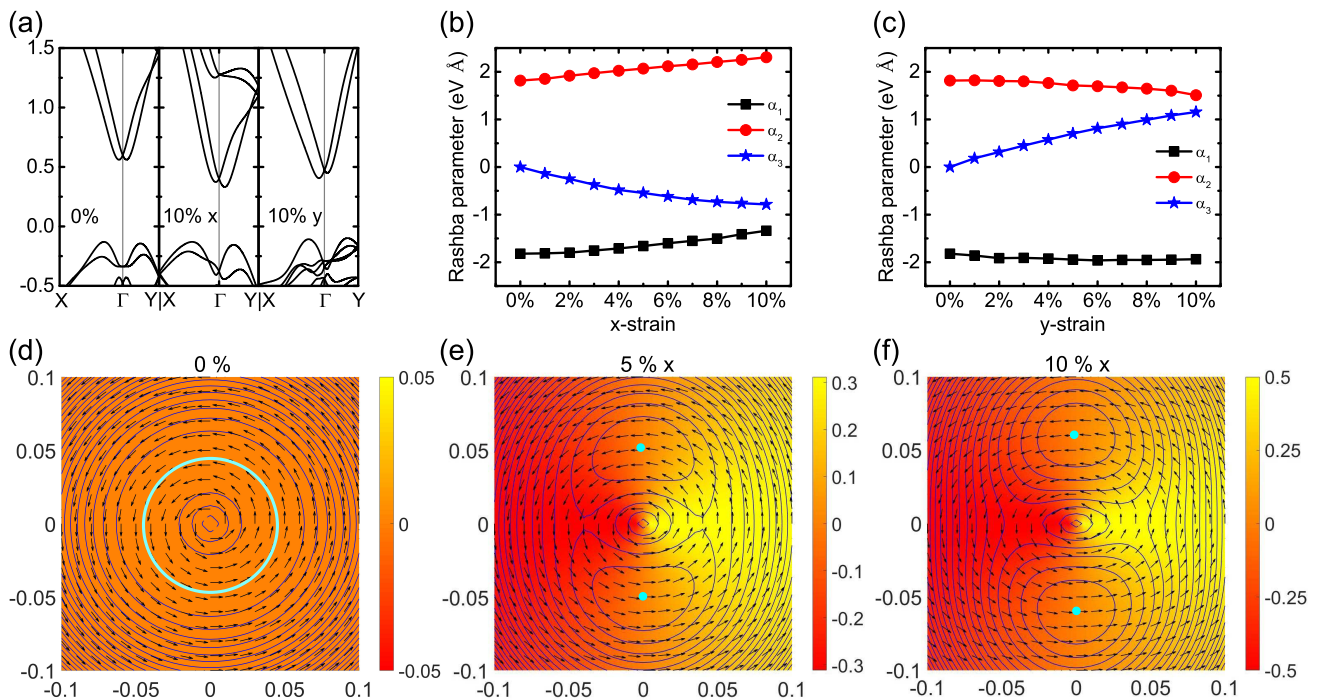 (a)
1.5
1.0
0.5
0.0
-0.5
0%
10% x
10% y
X Γ Y|X Γ Y|X Γ Y
(b)
Rashba parameter (eV Å)
2
1
0
-1
-2
α1
α2
α3
0% 2% 4% 6% 8% 10%
x-strain
(c)
Rashba parameter (eV Å)
2
1
0
-1
-2
α1
α2
α3
0% 2% 4% 6% 8% 10%
y-strain
(d)
0 %
0.1
0.05
0
-0.05
-0.1
-0.1 -0.05 0 0.05 0.1
0.05
0
-0.05
(e)
5 % x
0.1
0.05
0
-0.05
-0.1
-0.1 -0.05 0 0.05 0.1
0.3
0.2
0.1
0
-0.1
-0.2
-0.3
(f)
10 % x
0.1
0.05
0
-0.05
-0.1
-0.1 -0.05 0 0.05 0.1
0.5
0.25
0
-0.25
-0.5